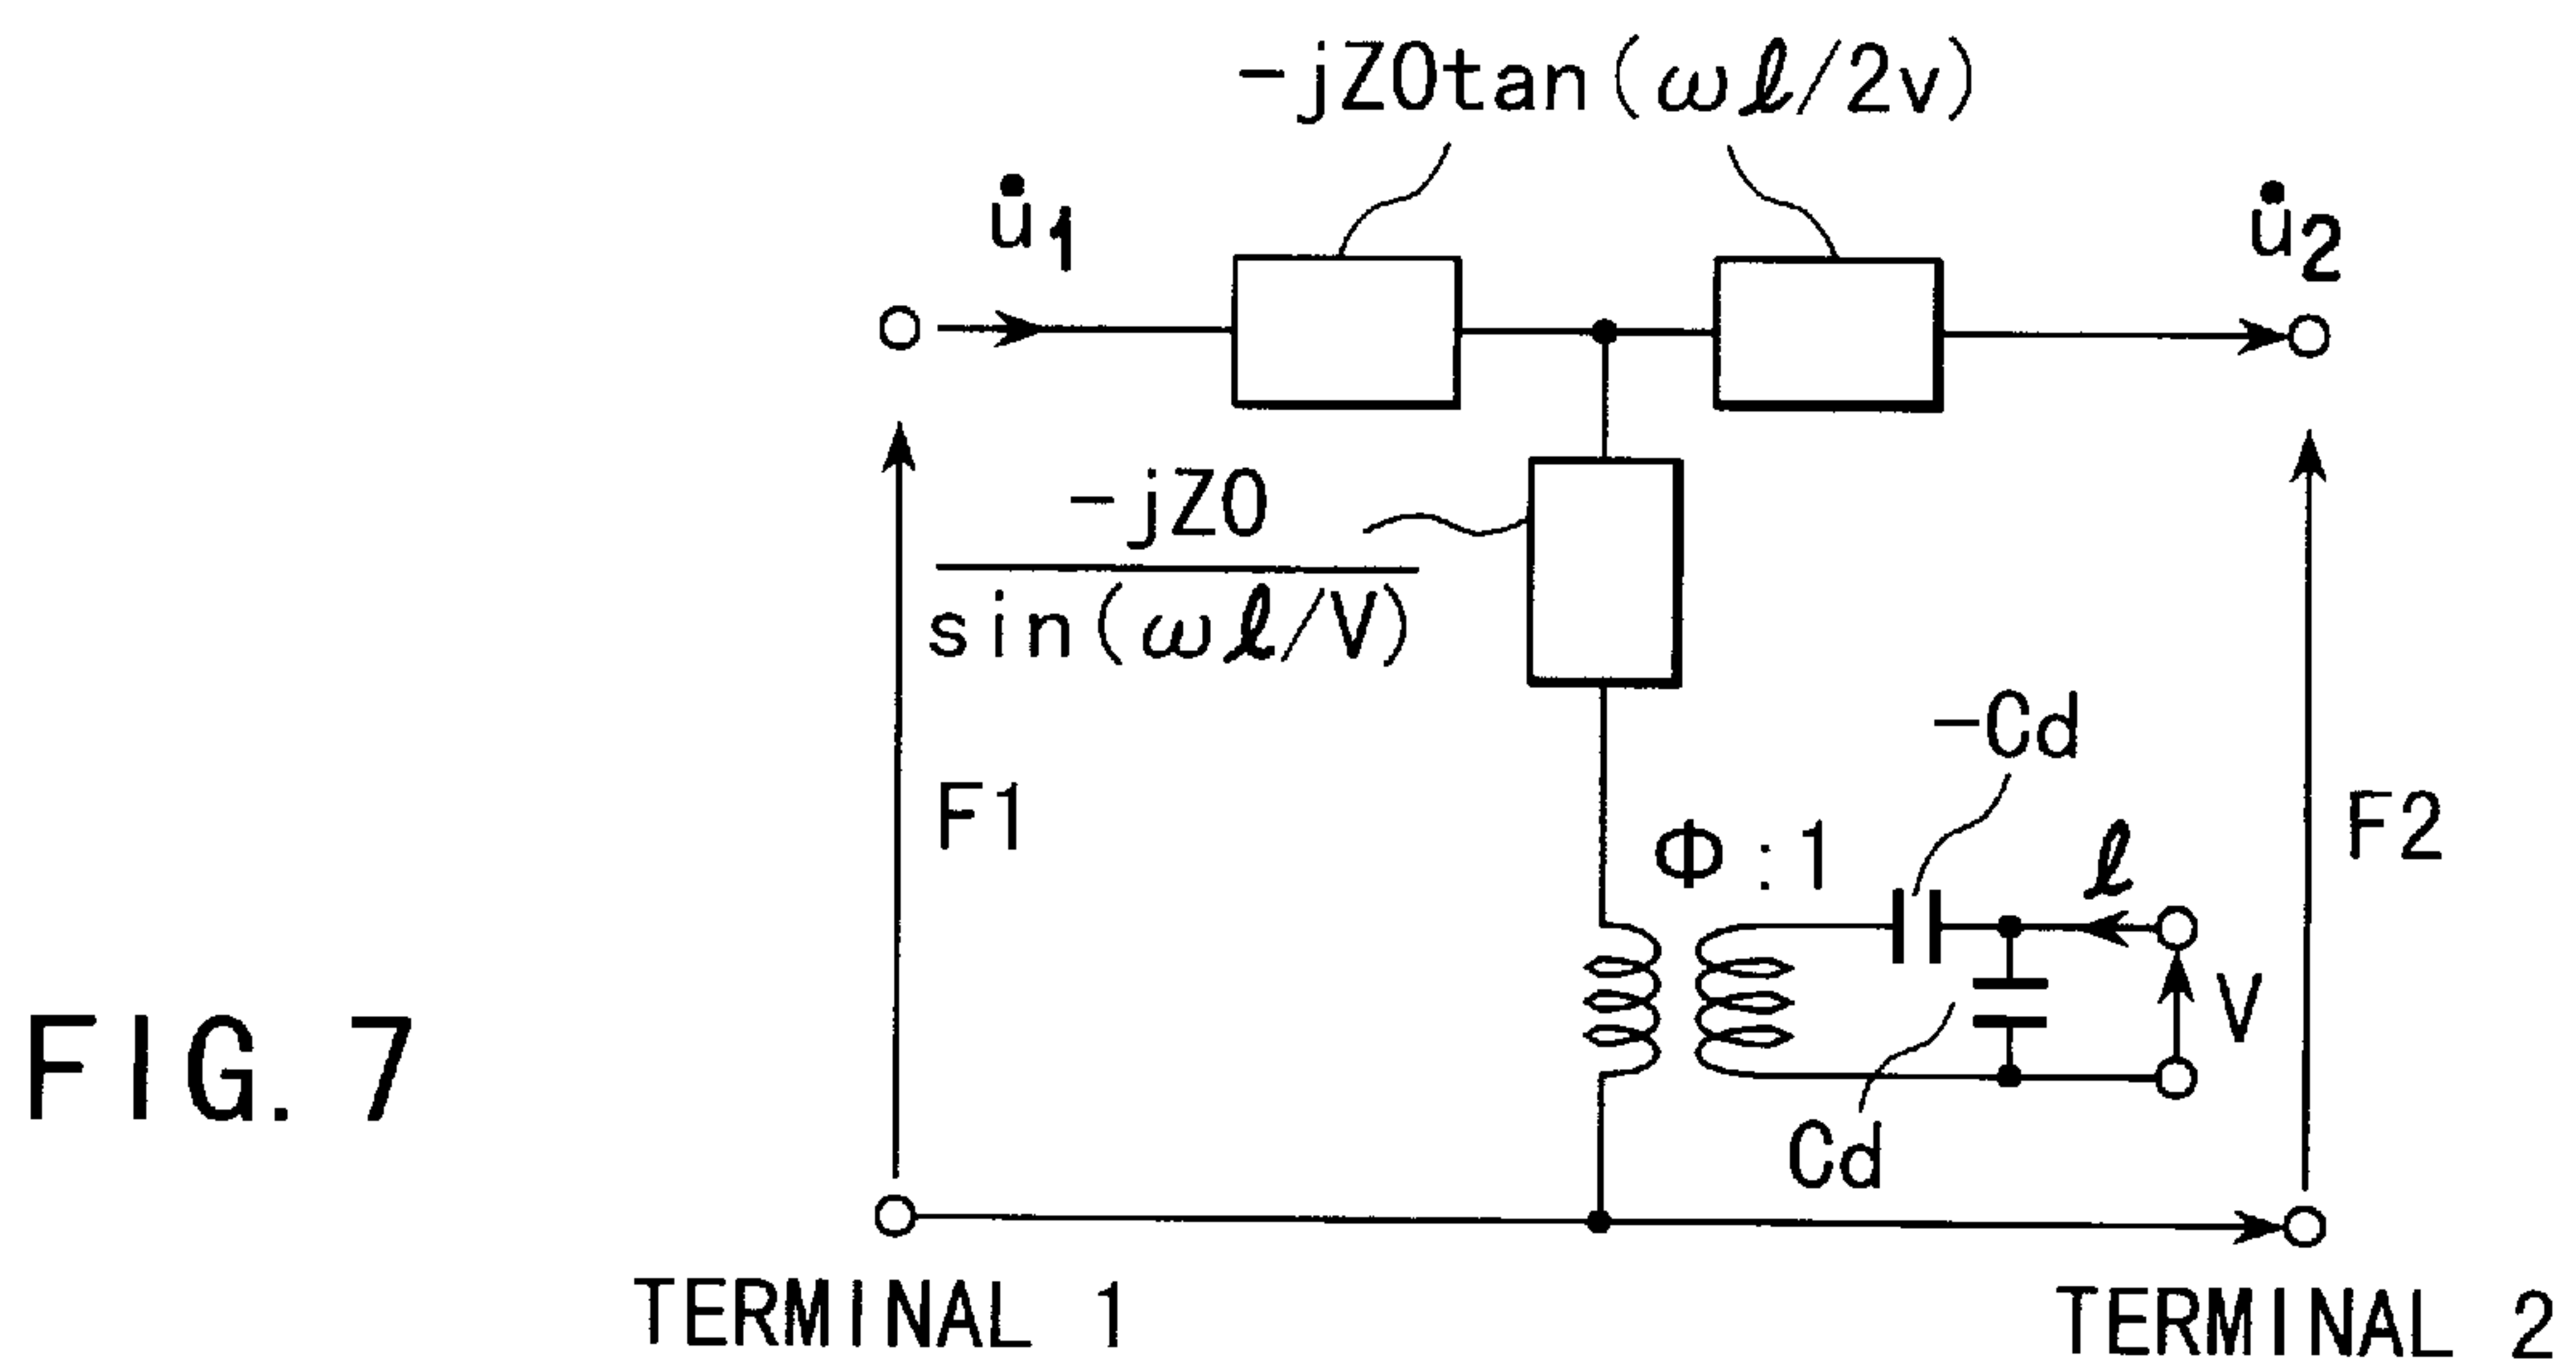 -jZ0tan(ωℓ/2v)
u̇1
u̇2
-jZ0
sin(ωℓ/V)
-Cd
F1
Φ:1
ℓ
F2
V
Cd
FIG. 7
TERMINAL 1
TERMINAL 2